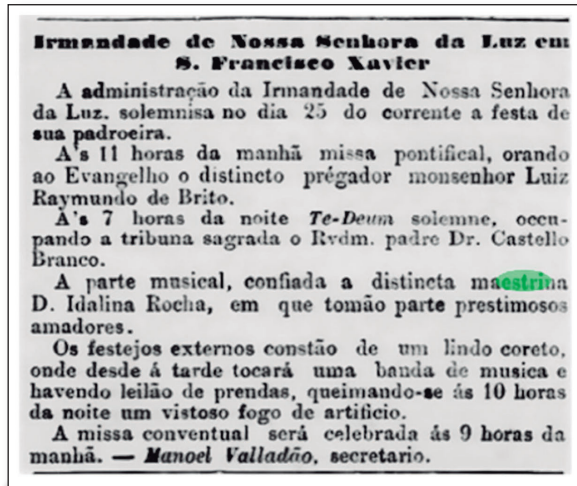 Irmandade de Nossa Senhora da Luz em
S. Francisco Xavier
A administração da Irmandade de Nossa Senhora
da Luz. solemnisa no dia 25 do corrente a festa de
sua padroeira.
A's 11 horas da manhã missa pontifical, orando
ao Evangelho o distincto prégador monsenhor Luiz
Raymundo de Brito.
A's 7 horas da noite Te-Deum solemne, occu-
pando a tribuna sagrada o Rvdm. padre Dr. Castello
Branco.
A parte musical, confiada a distincta maestrina
D. Idalina Rocha, em que tomão parte prestimosos
amadores.
Os festejos externos constão de um lindo coreto,
onde desde á tarde tocará uma banda de musica e
havendo leilão de prendas, queimando-se ás 10 horas
da noite um vistoso fogo de artificio.
A missa conventual será celebrada ás 9 horas da
manhã. — Manoel Valladão, secretario.